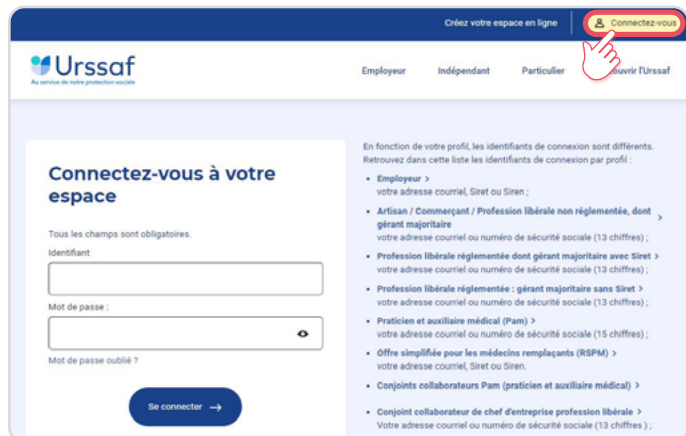 Créez votre espace en ligne
Connectez-vous
Urssaf
Au service de notre protection sociale
Employeur
Indépendant
Particulier
ouvrir l'Urssaf
Connectez-vous à votre
espace
Tous les champs sont obligatoires.
Identifiant
Mot de passe :
Mot de passe oublié ?
Se connecter →
En fonction de votre profil, les identifiants de connexion sont différents.
Retrouvez dans cette liste les identifiants de connexion par profil :
• Employeur >
votre adresse courriel, Siret ou Siren ;
• Artisan / Commerçant / Profession libérale non réglementée, dont >
gérant majoritaire
votre adresse courriel ou numéro de sécurité sociale (13 chiffres) ;
• Profession libérale réglementée dont gérant majoritaire avec Siret >
votre adresse courriel ou numéro de sécurité sociale (13 chiffres) ;
• Profession libérale réglementée : gérant majoritaire sans Siret >
votre adresse courriel ou numéro de sécurité sociale (13 chiffres) ;
• Praticien et auxiliaire médical (Pam) >
votre adresse courriel ou numéro de sécurité sociale (15 chiffres) ;
• Offre simplifiée pour les médecins remplaçants (RSPM) >
votre adresse courriel, Siret ou Siren.
• Conjoints collaborateurs Pam (praticien et auxiliaire médical) >
• Conjoint collaborateur de chef d'entreprise profession libérale >
Votre adresse courriel ou numéro de sécurité sociale (13 chiffres ) ;